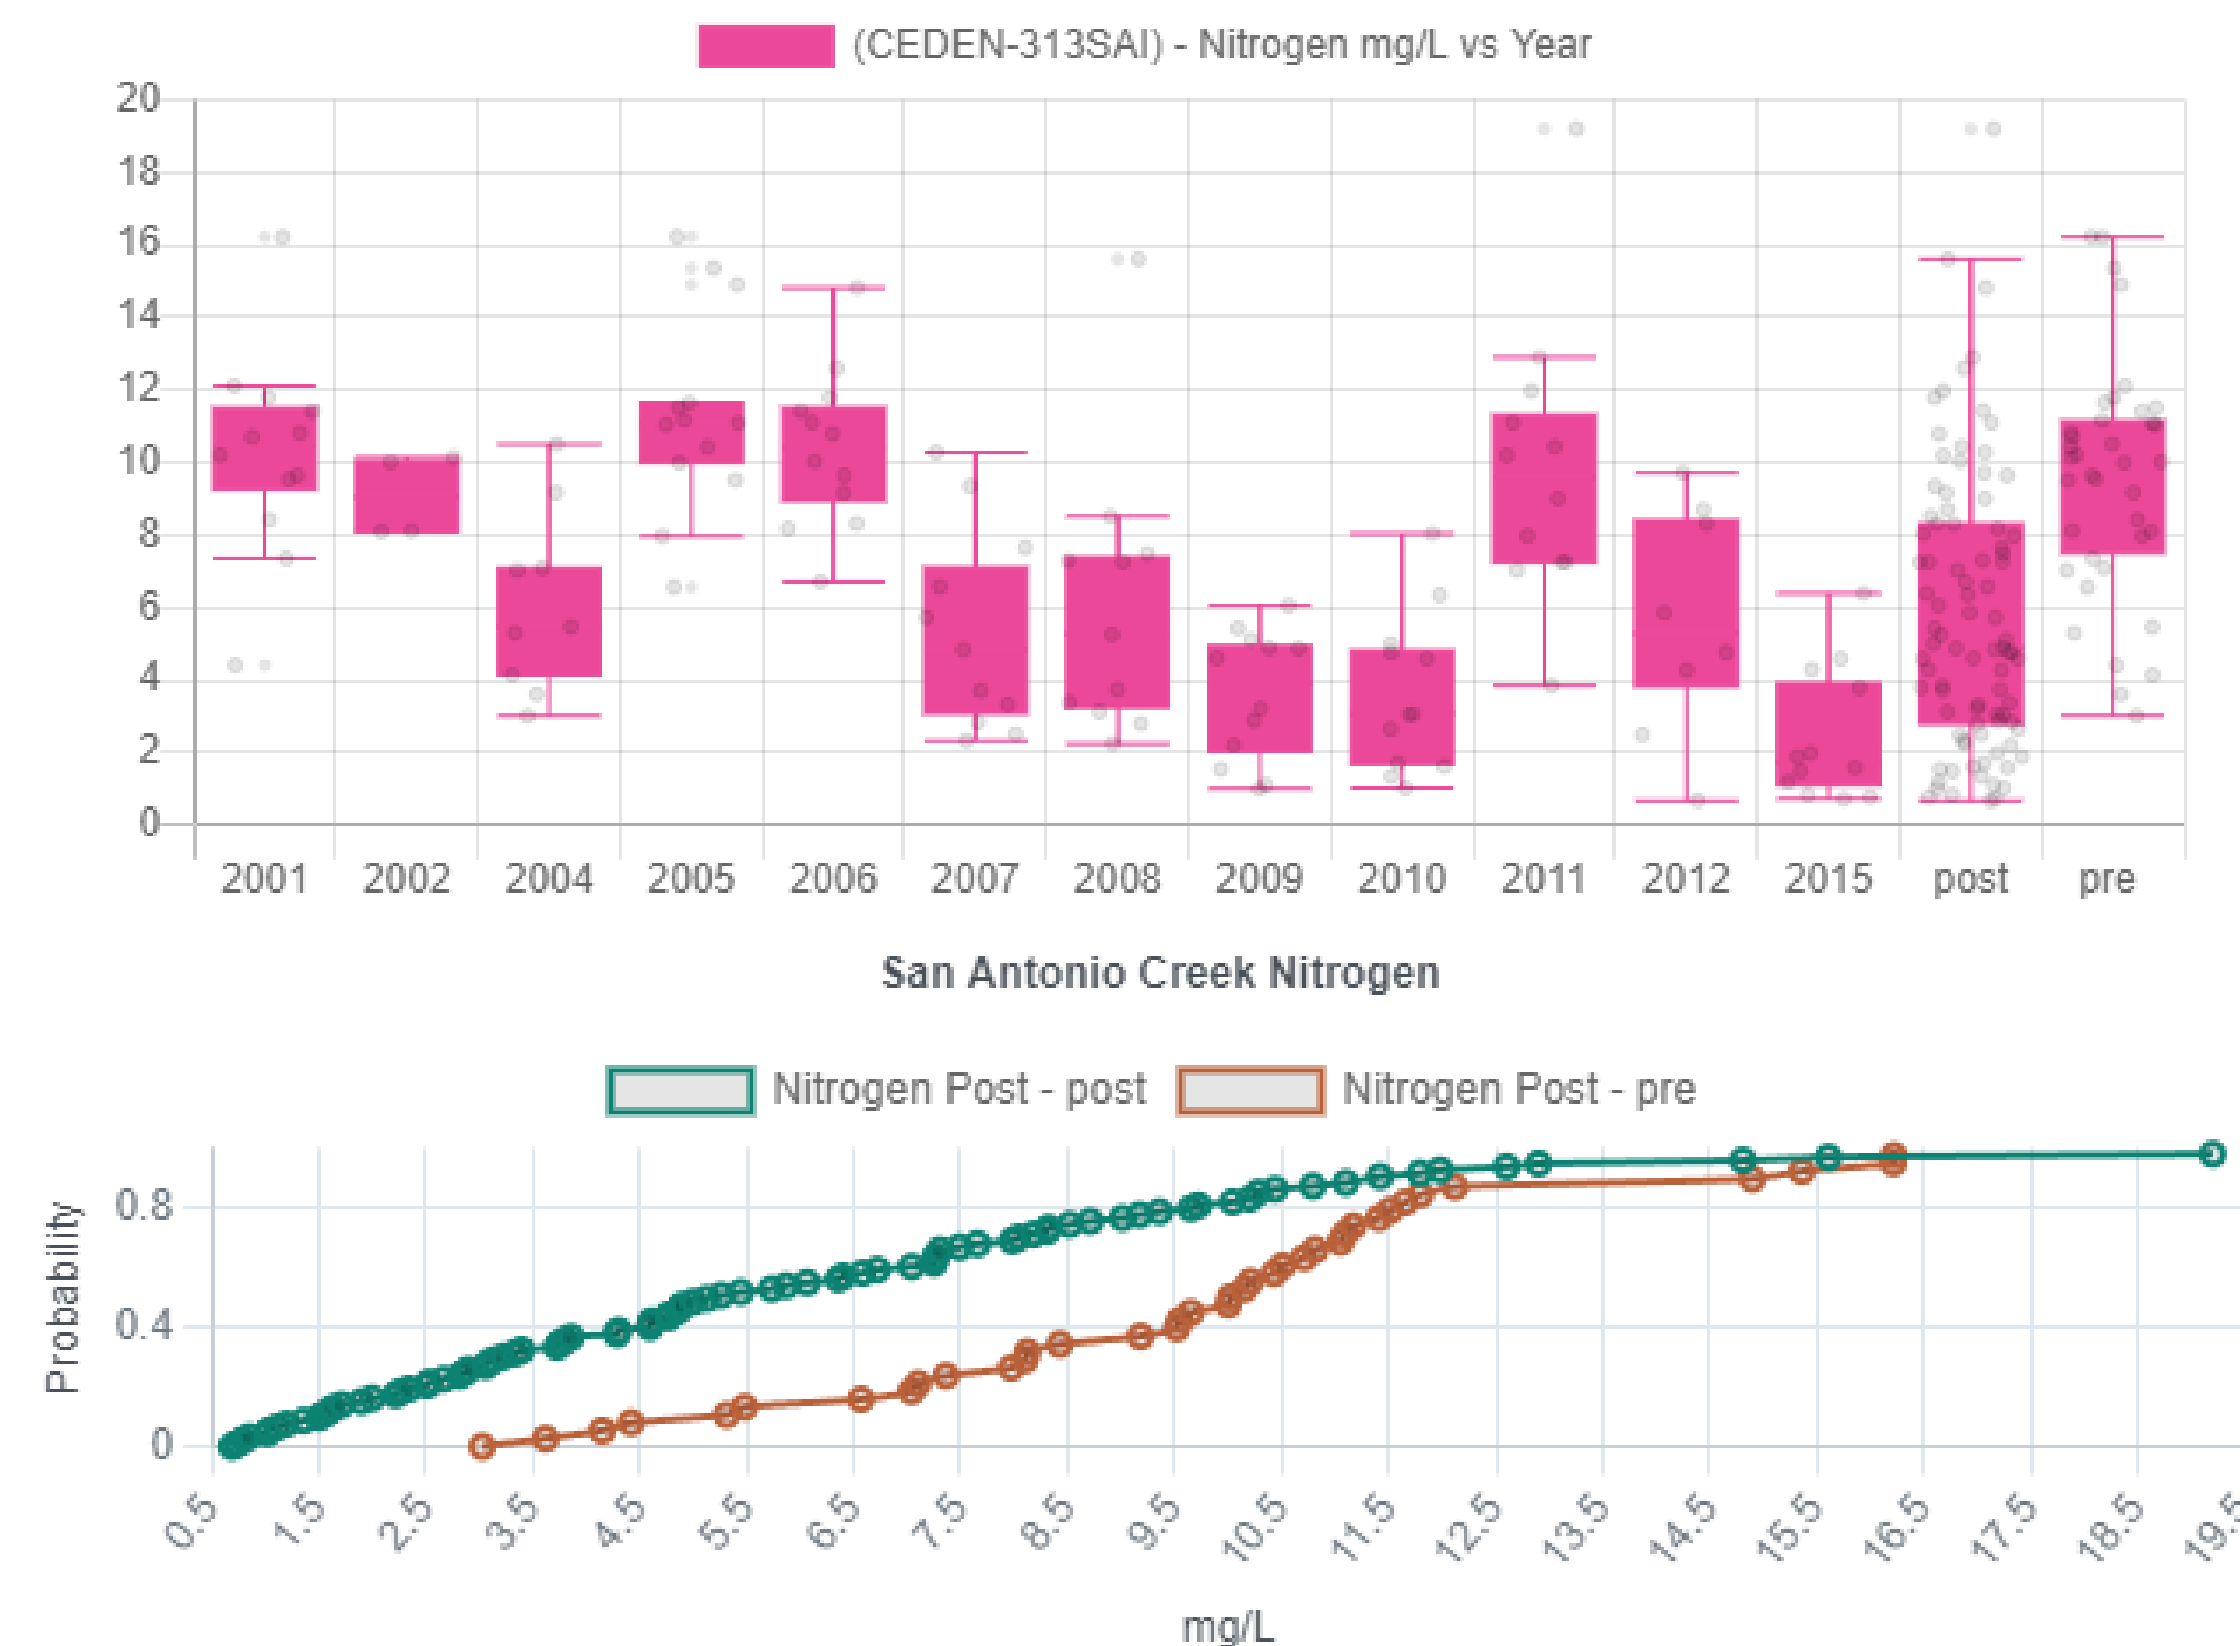 (CEDEN-313SAI) - Nitrogen mg/L vs Year
20
18
16
14
12
10
8
6
4
2
0
2001 2002 2004 2005 2006 2007 2008 2009 2010 2011 2012 2015 post pre
San Antonio Creek Nitrogen
Nitrogen Post - post Nitrogen Post - pre
Probability
0.8
0.4
0
0.5 1.5 2.5 3.5 4.5 5.5 6.5 7.5 8.5 9.5 10.5 11.5 12.5 13.5 14.5 15.5 16.5 17.5 18.5 19.5
mg/L